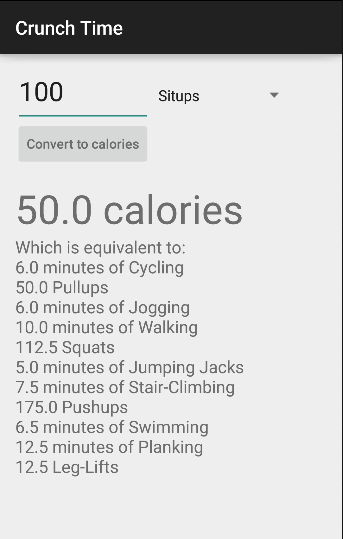 Crunch Time
100 Situps
Convert to calories
50.0 calories
Which is equivalent to:
6.0 minutes of Cycling
50.0 Pullups
6.0 minutes of Jogging
10.0 minutes of Walking
112.5 Squats
5.0 minutes of Jumping Jacks
7.5 minutes of Stair-Climbing
175.0 Pushups
6.5 minutes of Swimming
12.5 minutes of Planking
12.5 Leg-Lifts